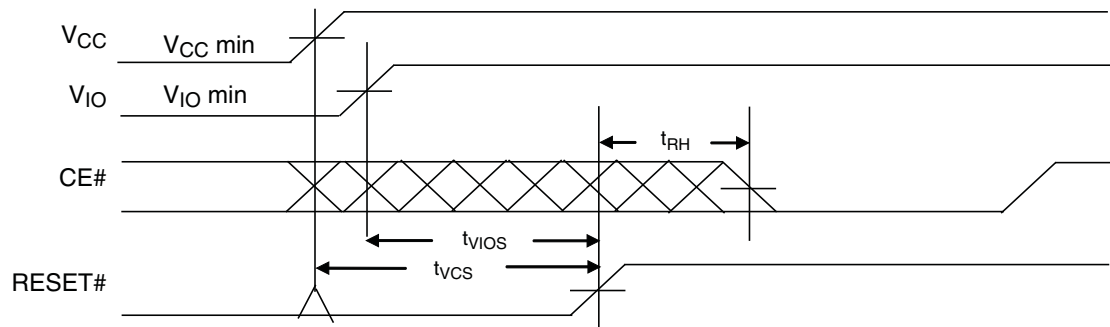 VCC VCC min
VIO VIO min
tRH
CE#
tVIOS
tVCS
RESET#